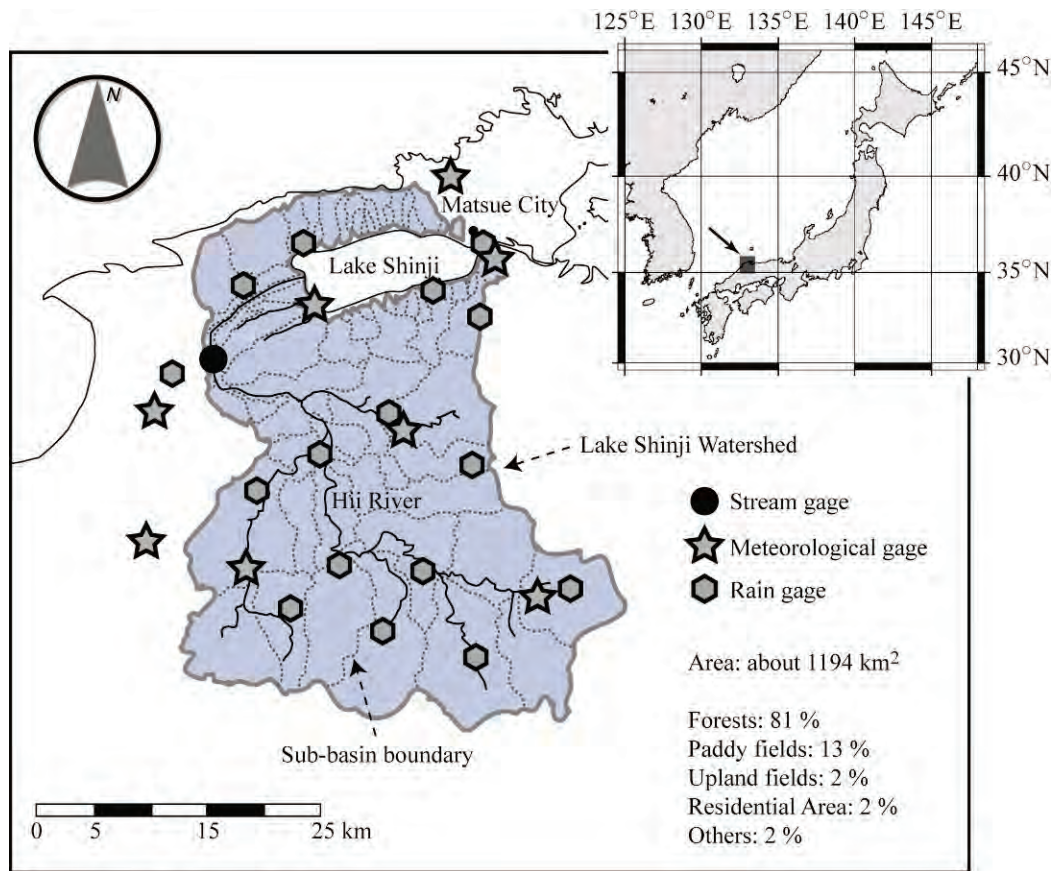 125°E 130°E 135°E 140°E 145°E
45°N
40°N
35°N
30°N
N
Matsue City
Lake Shinji
Lake Shinji Watershed
Hii River
Stream gage
Meteorological gage
Rain gage
Area: about 1194 km²
Forests: 81 %
Paddy fields: 13 %
Upland fields: 2 %
Residential Area: 2 %
Others: 2 %
Sub-basin boundary
0 5 15 25 km